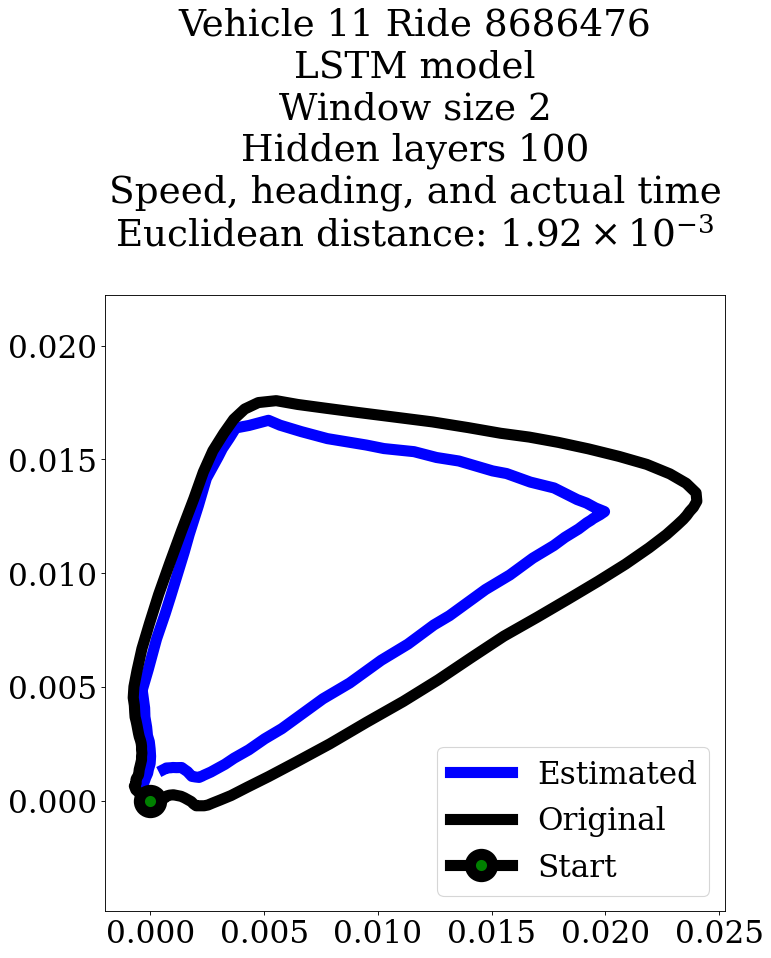 Vehicle 11 Ride 8686476
LSTM model
Window size 2
Hidden layers 100
Speed, heading, and actual time
Euclidean distance: 1.92 × 10⁻³
0.020
0.015
0.010
0.005
0.000
Estimated
Original
Start
0.000 0.005 0.010 0.015 0.020 0.025